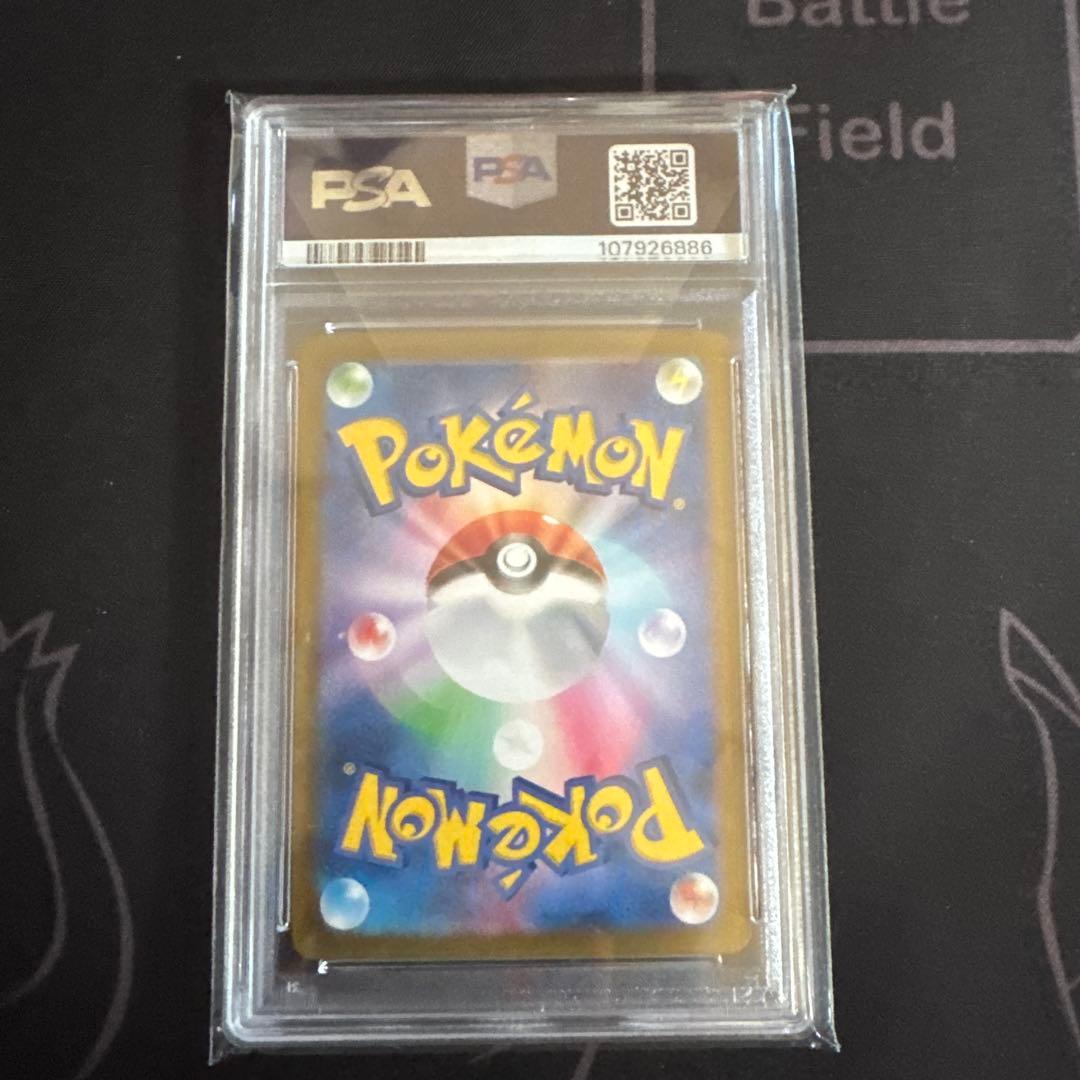 Battle
Field
PSA
PSA
107926886
POKéMON
®
®
POKéMON